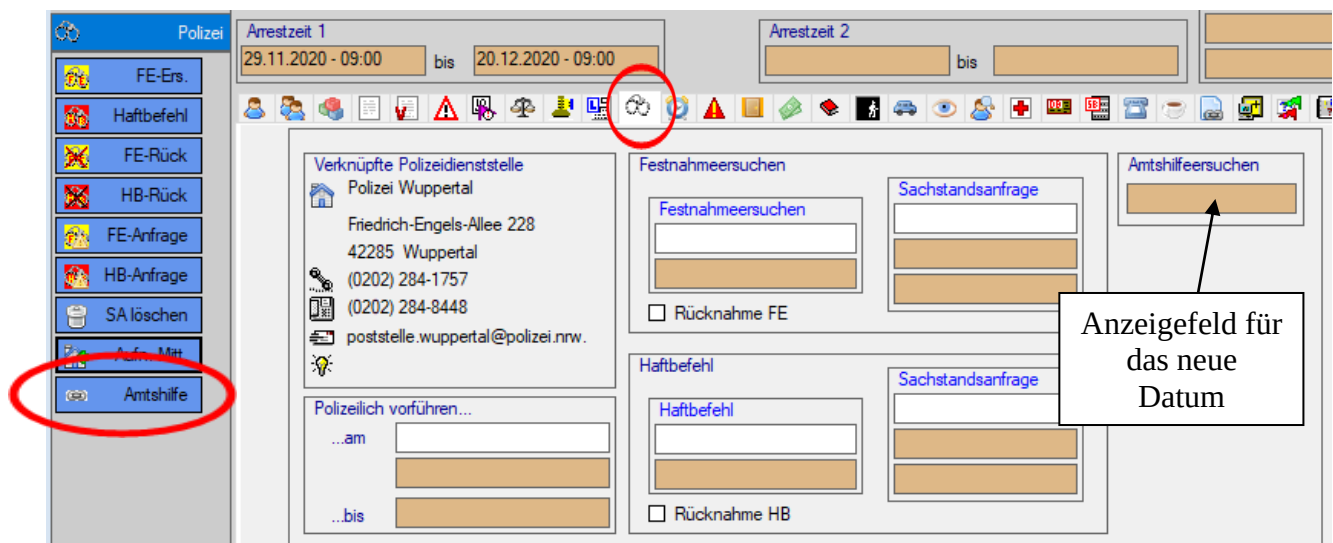 Polizei
FE-Ers.
Haftbefehl
FE-Rück
HB-Rück
FE-Anfrage
HB-Anfrage
SA löschen
Aufn. Mitt
Amtshilfe
Arrestzeit 1
29.11.2020 - 09:00 bis 20.12.2020 - 09:00
Arrestzeit 2
bis
Verknüpfte Polizeidienststelle
Polizei Wuppertal
Friedrich-Engels-Allee 228
42285 Wuppertal
(0202) 284-1757
(0202) 284-8448
poststelle.wuppertal@polizei.nrw.
Polizeilich vorführen...
...am
...bis
Festnahmeersuchen
Festnahmeersuchen
Sachstandsanfrage
Rücknahme FE
Haftbefehl
Haftbefehl
Sachstandsanfrage
Rücknahme HB
Amtshilfeersuchen
Anzeigefeld für
das neue
Datum